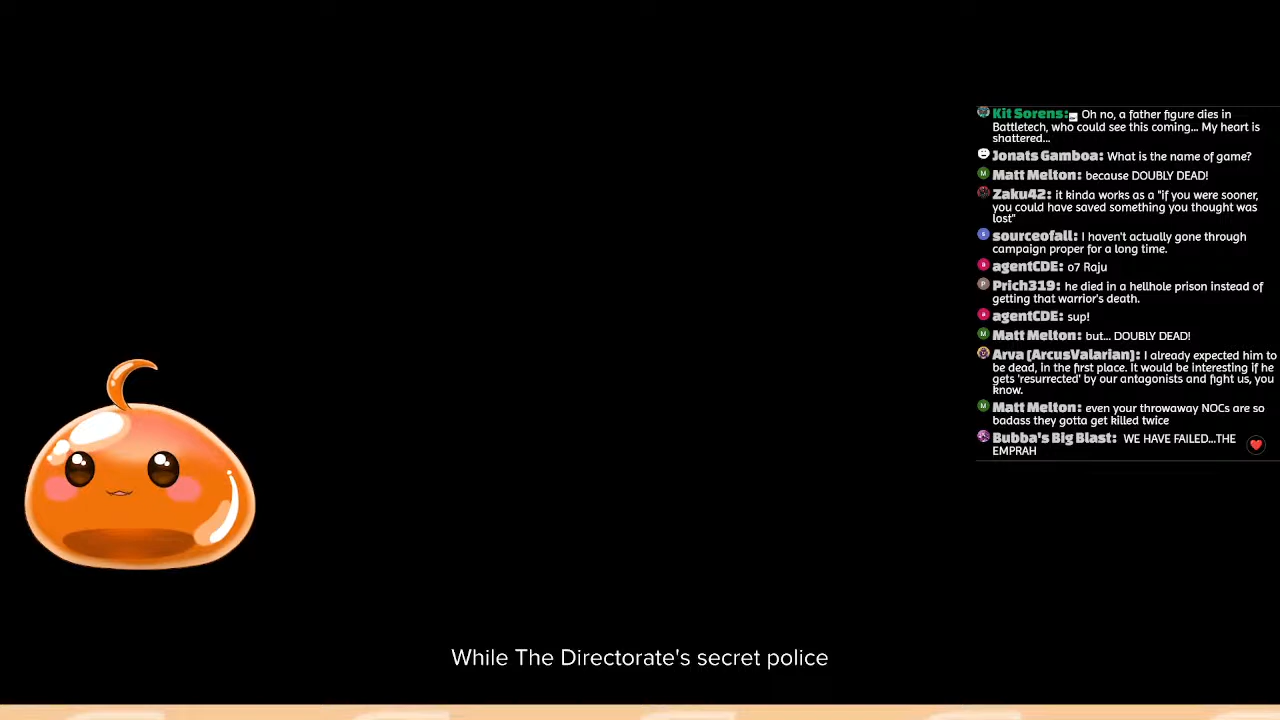 Kit Sorens: Oh no, a father figure dies in
Battletech, who could see this coming... My heart is
shattered...
Jonats Gamboa: What is the name of game?
Matt Melton: because DOUBLY DEAD!
Zaku42: it kinda works as a "if you were sooner,
you could have saved something you thought was
lost"
sourceofall: I haven't actually gone through
campaign proper for a long time.
agentCDE: o7 Raju
Prich319: he died in a hellhole prison instead of
getting that warrior's death.
agentCDE: sup!
Matt Melton: but... DOUBLY DEAD!
Arva [ArcusValarian]: I already expected him to
be dead, in the first place. It would be interesting if he
gets 'resurrected' by our antagonists and fight us, you
know.
Matt Melton: even your throwaway NOCs are so
badass they gotta get killed twice
Bubba's Big Blast: WE HAVE FAILED...THE
EMPRAH
While The Directorate's secret police